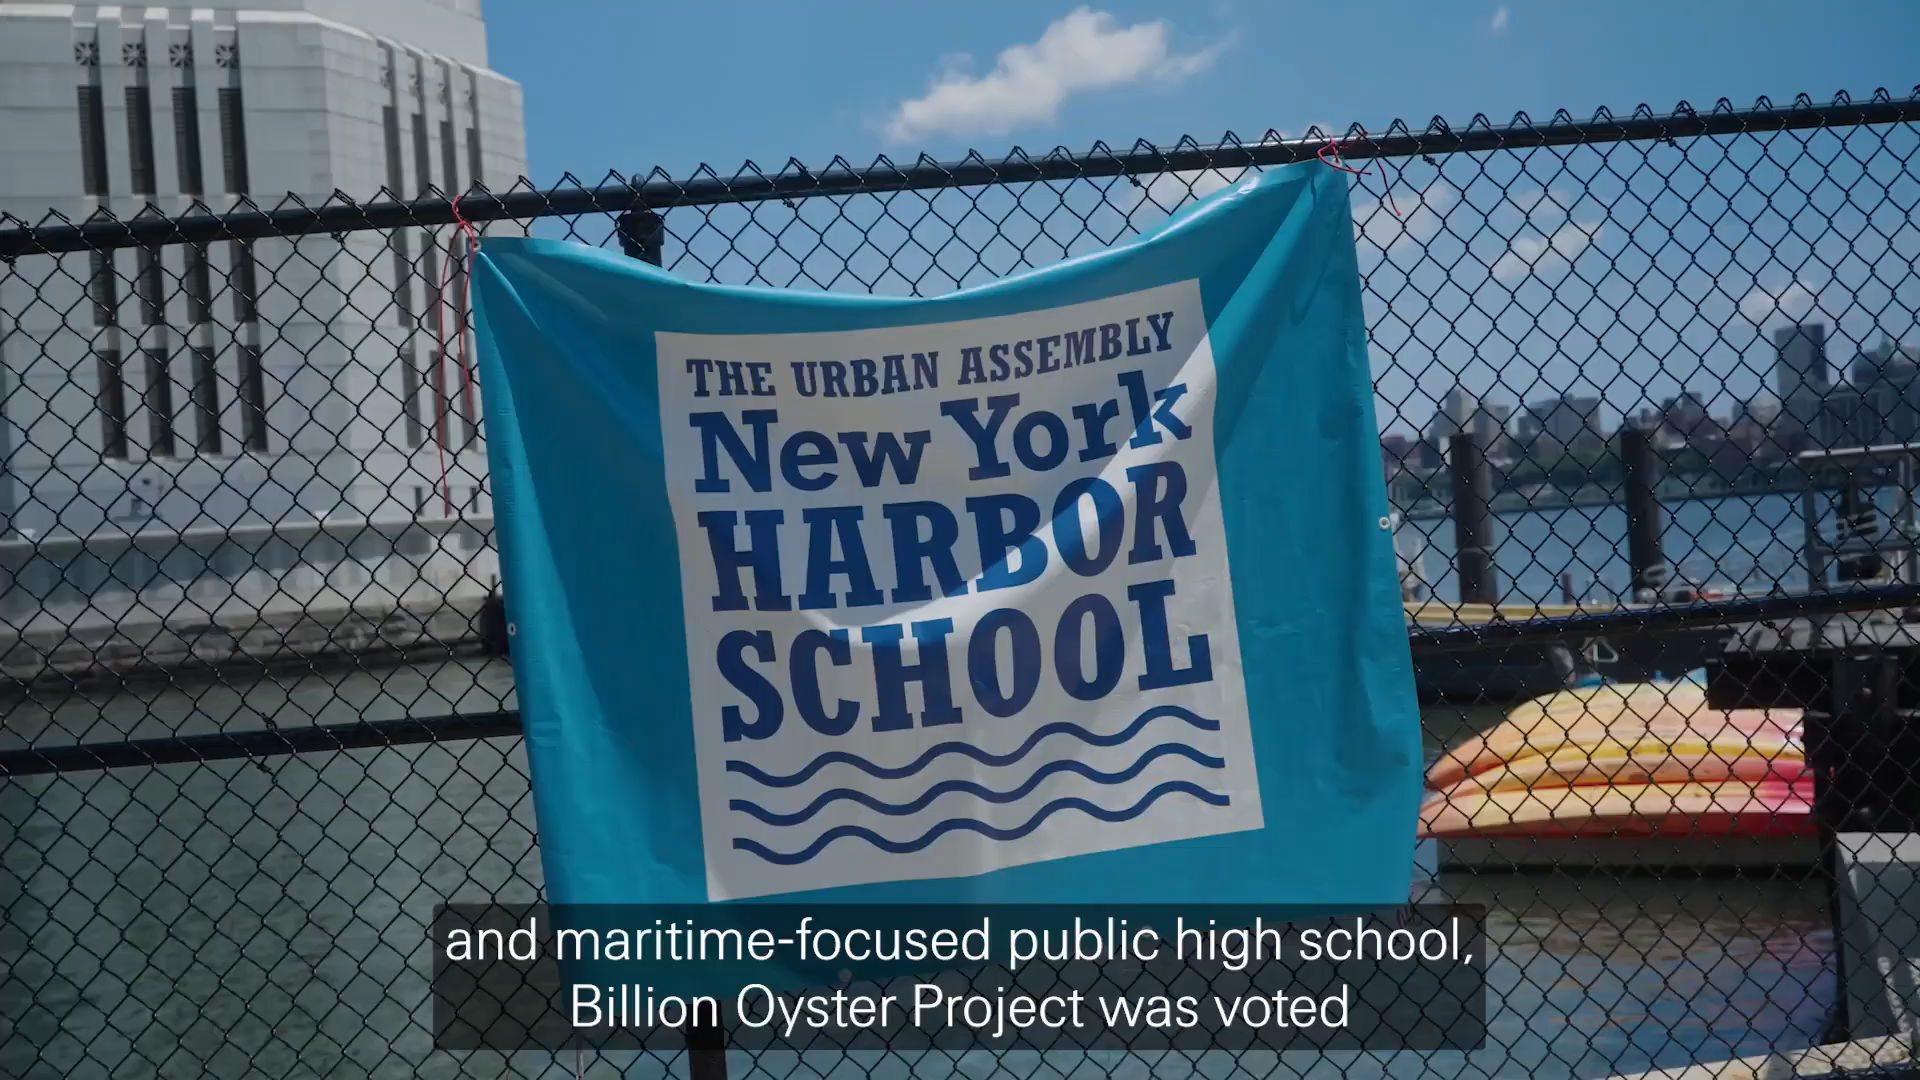 THE URBAN ASSEMBLY
New York
HARBOR
SCHOOL
and maritime-focused public high school,
Billion Oyster Project was voted